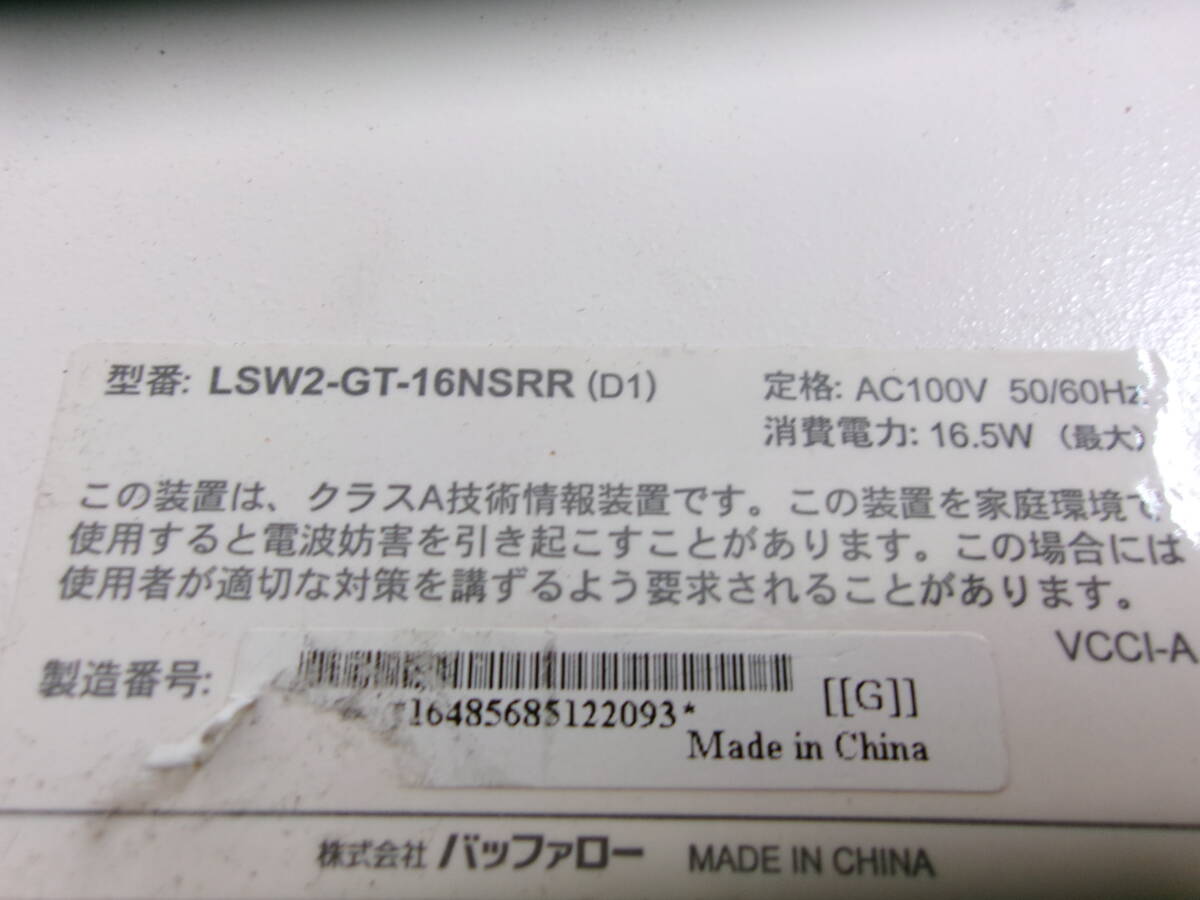 型番: LSW2-GT-16NSRR (D1)
定格: AC100V 50/60Hz
消費電力: 16.5W (最大)
この装置は、クラスA技術情報装置です。この装置を家庭環境で
使用すると電波妨害を引き起こすことがあります。この場合には
使用者が適切な対策を講ずるよう要求されることがあります。
VCCI-A
製造番号:
16485685122093*
[[G]]
Made in China
株式会社 バッファロー MADE IN CHINA